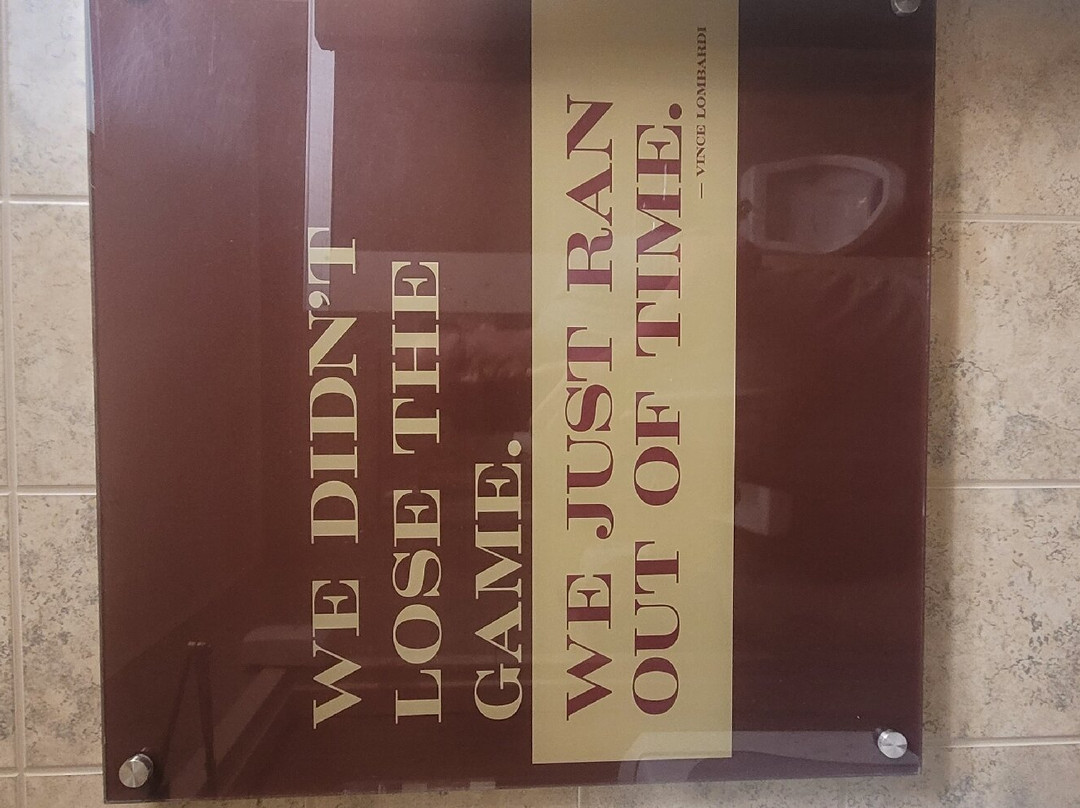 WE DIDN'T
LOSE THE
GAME.
WE JUST RAN
OUT OF TIME.
— VINCE LOMBARDI